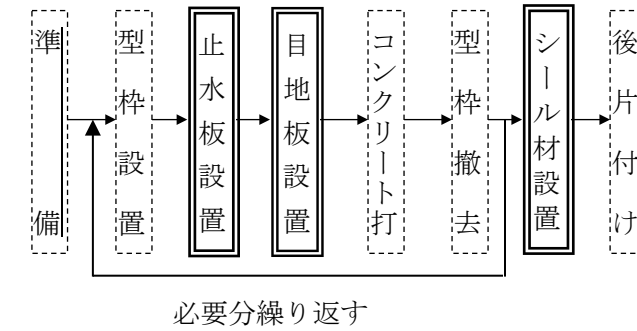 準備
型枠設置
止水板設置
目地板設置
コンクリート打
型枠撤去
シール材設置
後片付け
必要分繰り返す